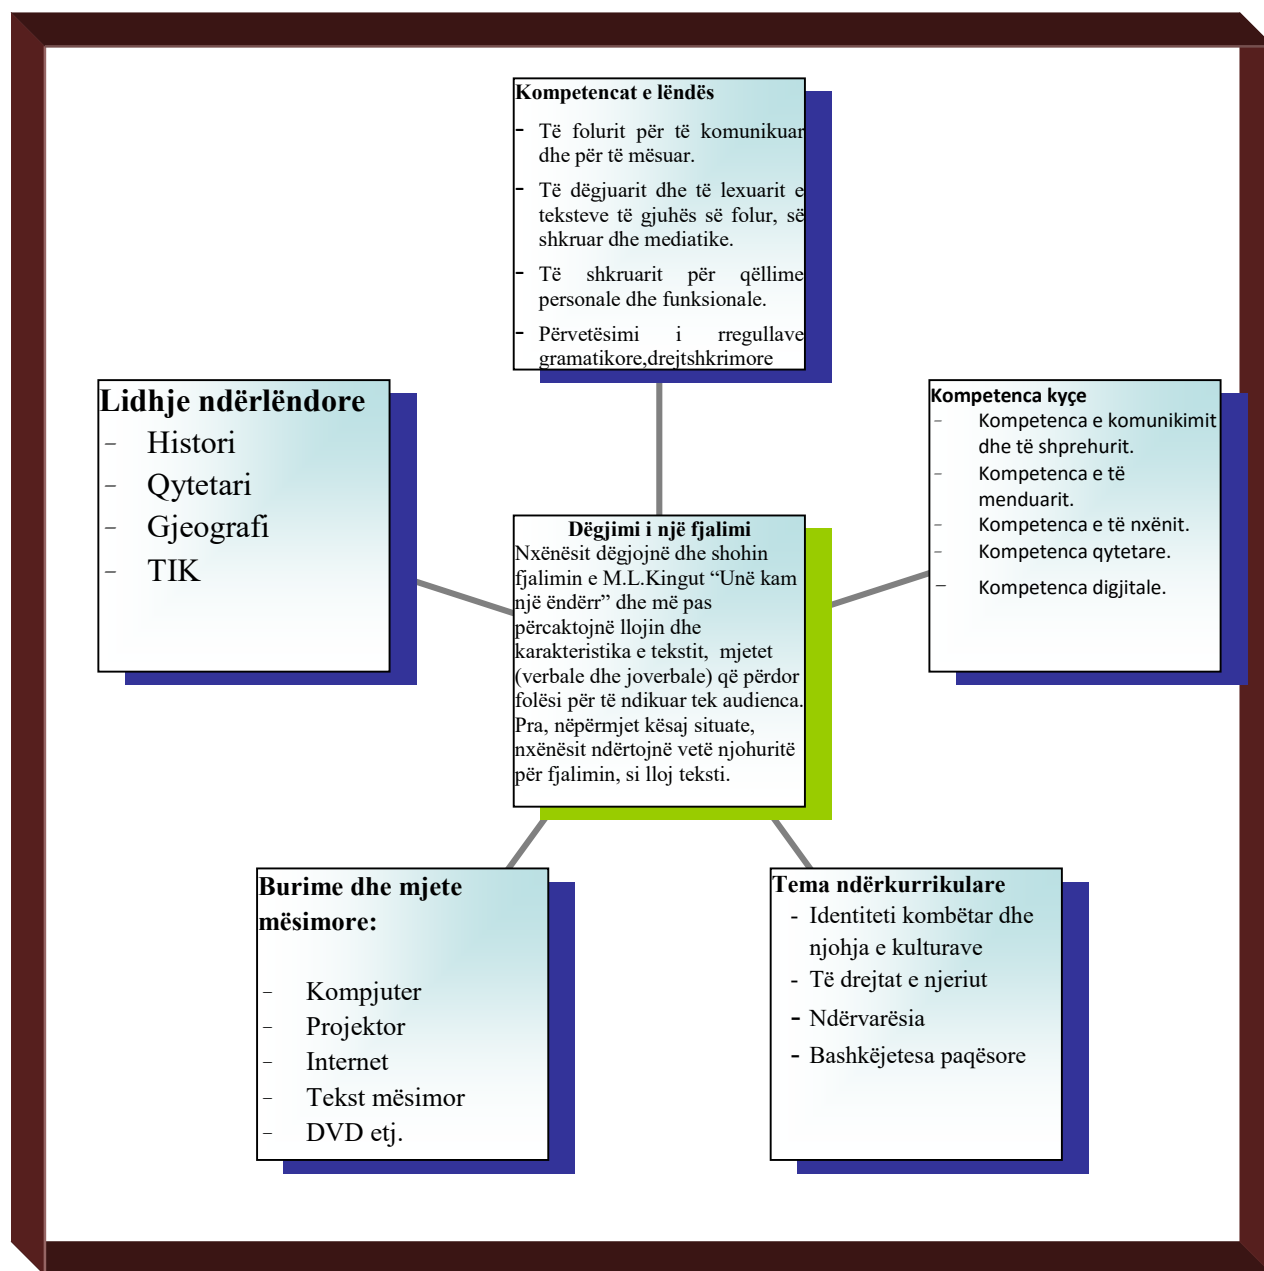 Kompetencat e lëndës
- Të folurit për të komunikuar
dhe për të mësuar.
- Të dëgjuarit dhe të lexuarit e
teksteve të gjuhës së folur, së
shkruar dhe mediatike.
- Të shkruarit për qëllime
personale dhe funksionale.
- Përvetësimi i rregullave
gramatikore,drejtshkrimore
Lidhje ndërlëndore
- Histori
- Qytetari
- Gjeografi
- TIK
Kompetenca kyçe
- Kompetenca e komunikimit
dhe të shprehurit.
- Kompetenca e të
menduarit.
- Kompetenca e të nxënit.
- Kompetenca qytetare.
- Kompetenca digjitale.
Dëgjimi i një fjalimi
Nxënësit dëgjojnë dhe shohin
fjalimin e M.L.Kingut “Unë kam
një ëndërr” dhe më pas
përcaktojnë llojin dhe
karakteristika e tekstit, mjetet
(verbale dhe joverbale) që përdor
folësi për të ndikuar tek audienca.
Pra, nëpërmjet kësaj situate,
nxënësit ndërtojnë vetë njohuritë
për fjalimin, si lloj teksti.
Burime dhe mjete
mësimore:
- Kompjuter
- Projektor
- Internet
- Tekst mësimor
- DVD etj.
Tema ndërkurrikulare
- Identiteti kombëtar dhe
njohja e kulturave
- Të drejtat e njeriut
- Ndërvarësia
- Bashkëjetesa paqësore